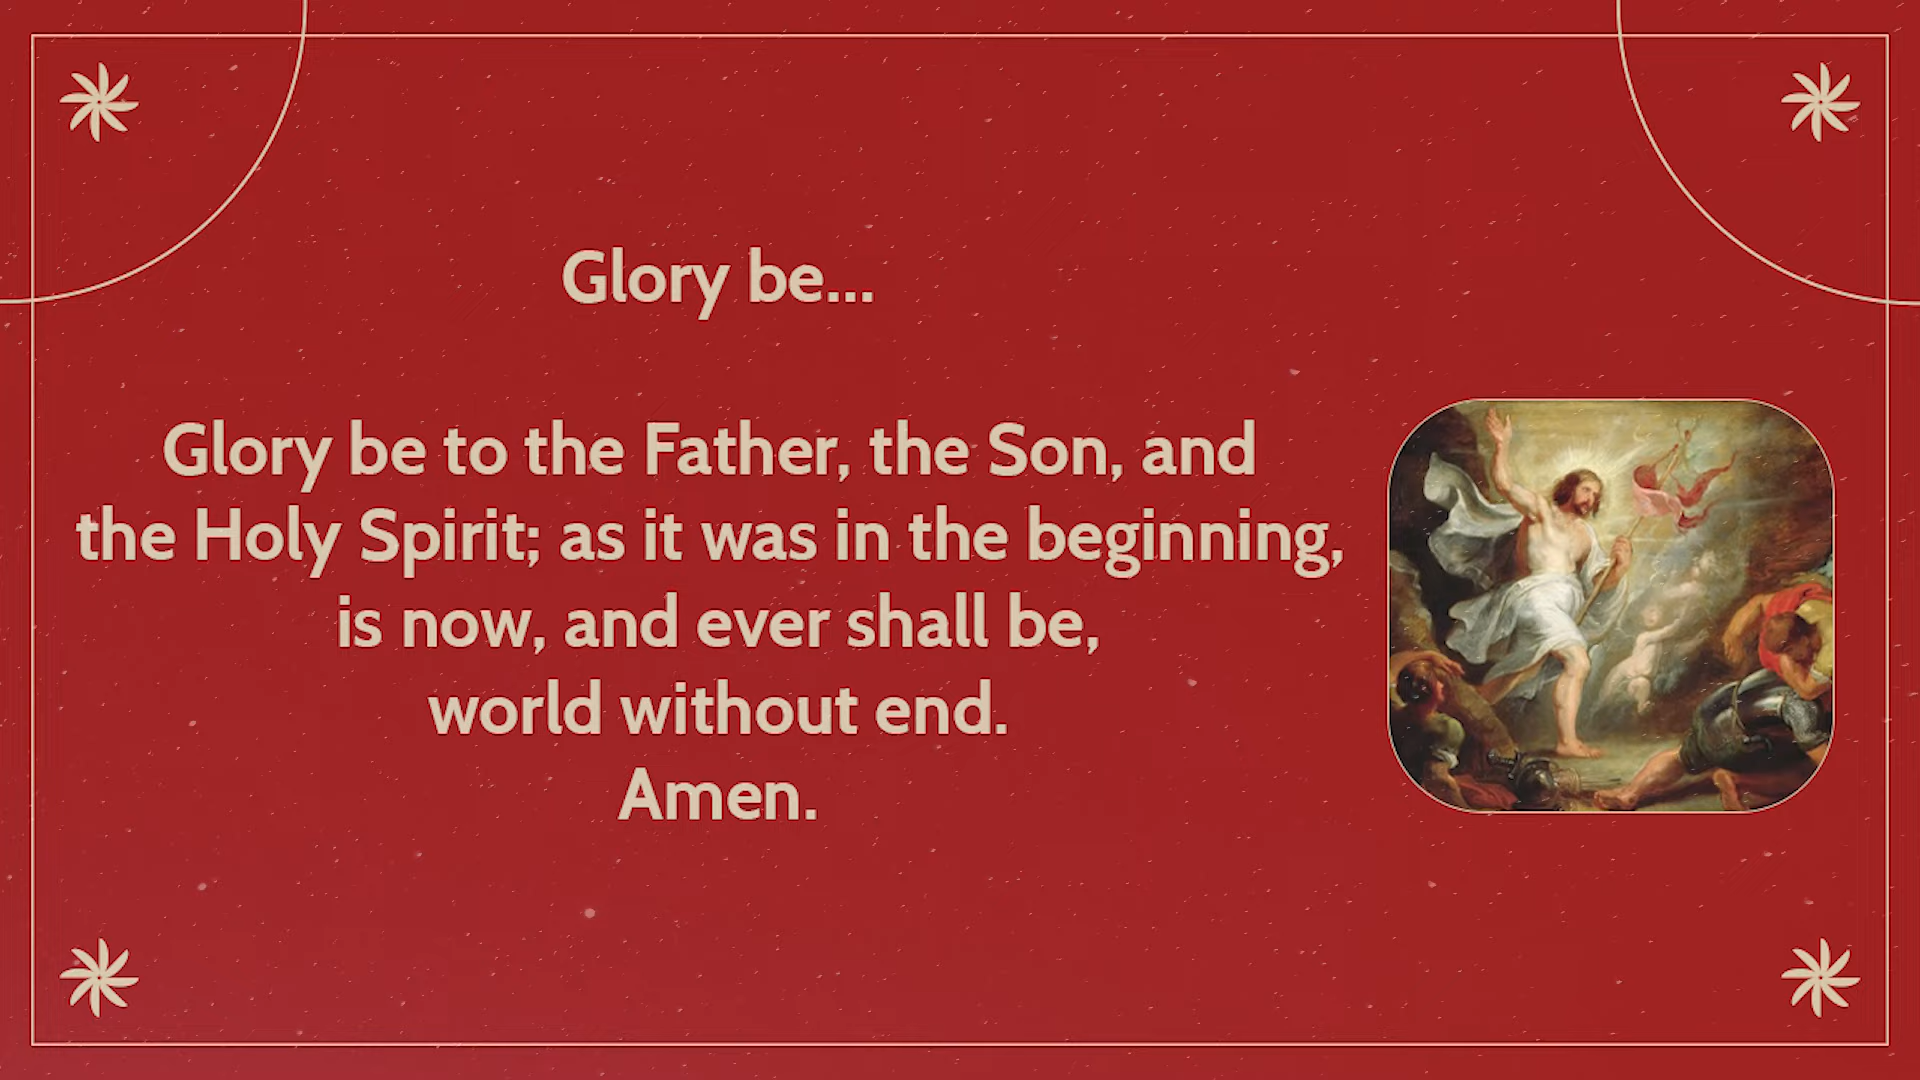 Glory be...
Glory be to the Father, the Son, and
the Holy Spirit; as it was in the beginning,
is now, and ever shall be,
world without end.
Amen.